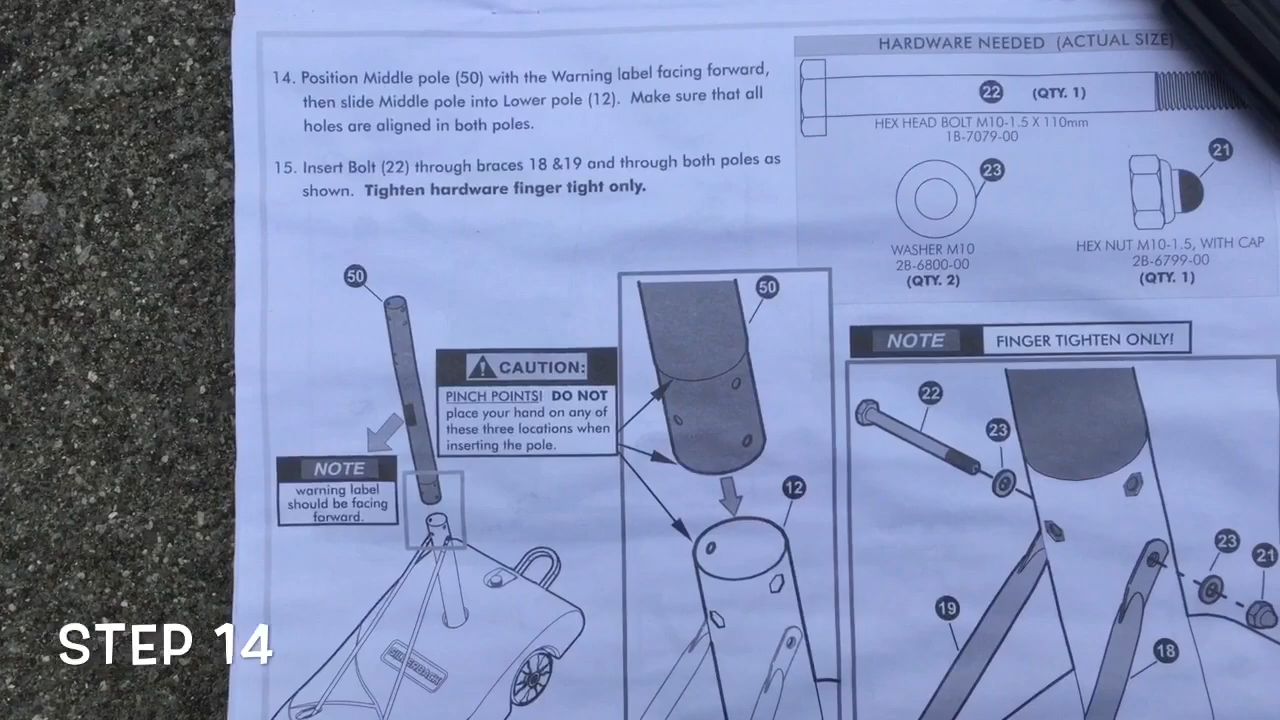 14. Position Middle pole (50) with the Warning label facing forward,
then slide Middle pole into Lower pole (12). Make sure that all
holes are aligned in both poles.
15. Insert Bolt (22) through braces 18 &19 and through both poles as
shown. Tighten hardware finger tight only.
HARDWARE NEEDED (ACTUAL SIZE)
22 (QTY. 1)
HEX HEAD BOLT M10-1.5 X 110mm
1B-7079-00
23
WASHER M10
2B-6800-00
(QTY. 2)
21
HEX NUT M10-1.5, WITH CAP
2B-6799-00
(QTY. 1)
50
CAUTION:
PINCH POINTS! DO NOT
place your hand on any of
these three locations when
inserting the pole.
NOTE
warning label
should be facing
forward.
SILVERBACK
50
12
NOTE FINGER TIGHTEN ONLY!
22
23
23
21
19
18
STEP 14